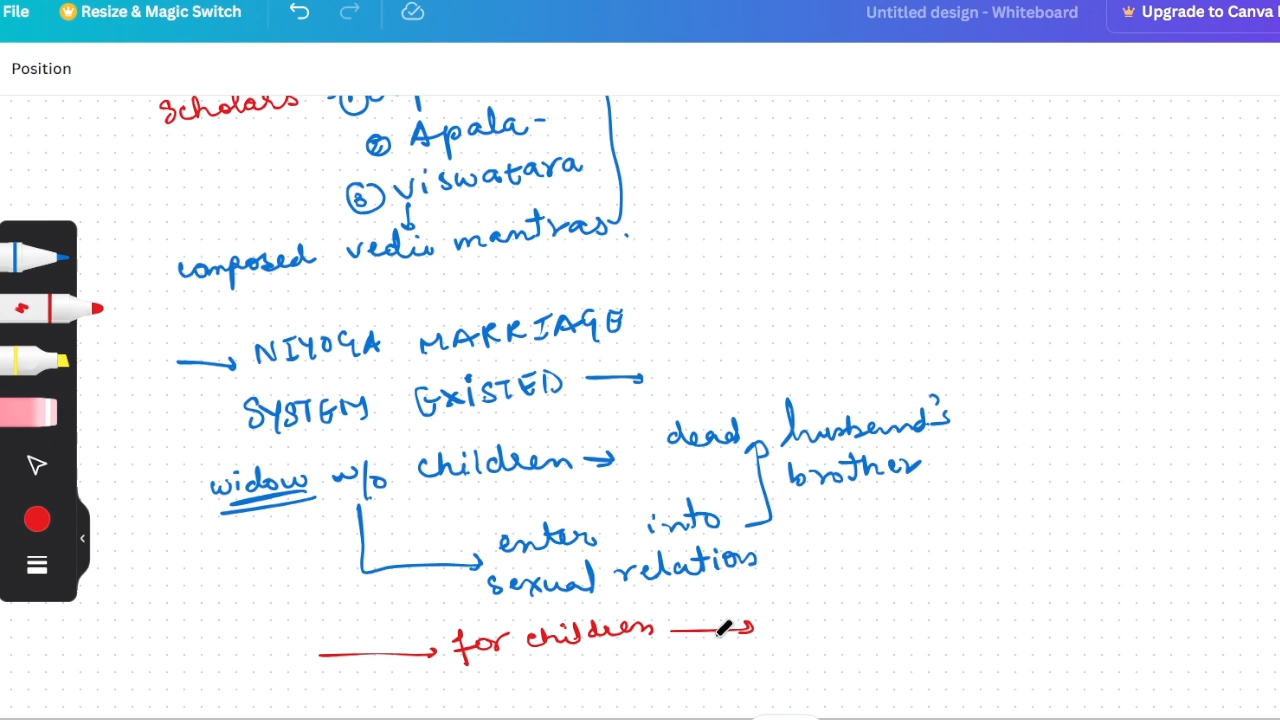 File Resize & Magic Switch Untitled design - Whiteboard Upgrade to Canva
Position
Scholars - ①
② Apala-
③ viswatara
composed vedic mantras.
→ NIYOGA MARRIAGE
SYSTEM EXISTED →
dead husband's
widow w/o children → brother
enter into
sexual relations
→ for children →